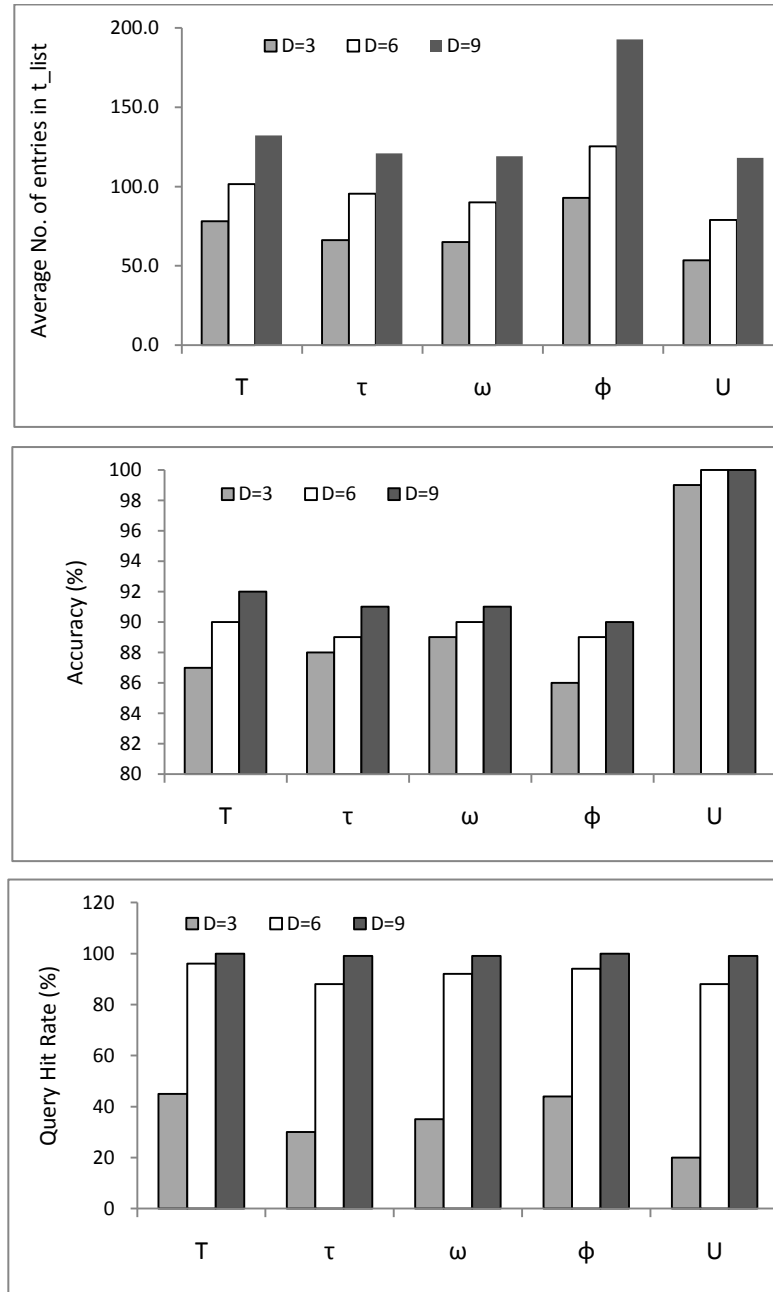 Average No. of entries in t_list
200.0
150.0
100.0
50.0
0.0
D=3 D=6 D=9
T τ ω ϕ U
Accuracy (%)
100
98
96
94
92
90
88
86
84
82
80
D=3 D=6 D=9
T τ ω ϕ U
Query Hit Rate (%)
120
100
80
60
40
20
0
D=3 D=6 D=9
T τ ω ϕ U